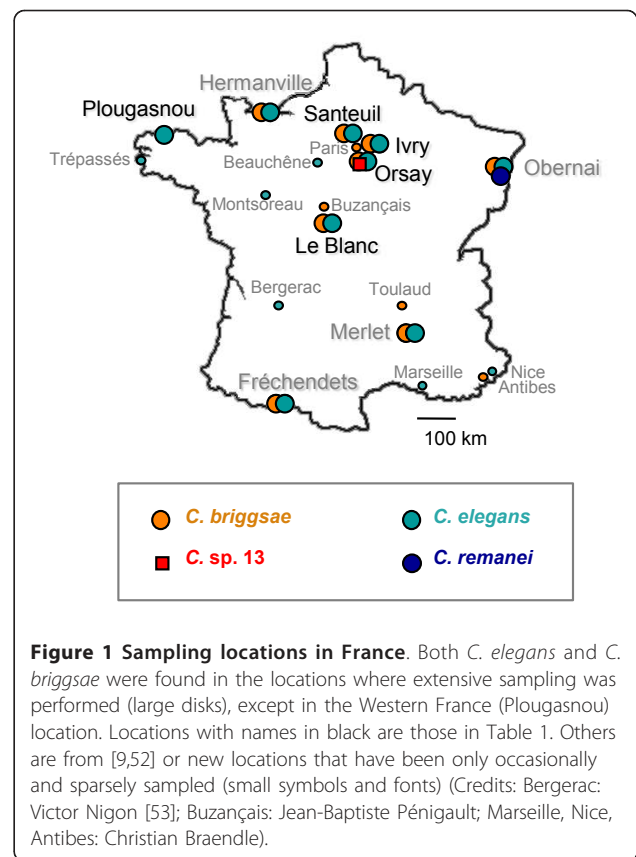 Hermanville
Plougasnou
Santeuil
Trépassés
Paris
Ivry
Beauchêne
Orsay
Obernai
Montsoreau
Buzançais
Le Blanc
Bergerac
Toulaud
Merlet
Fréchendets
Marseille
Nice
Antibes
100 km
C. briggsae
C. elegans
C. sp. 13
C. remanei
Figure 1 Sampling locations in France. Both C. elegans and C.
briggsae were found in the locations where extensive sampling was
performed (large disks), except in the Western France (Plougasnou)
location. Locations with names in black are those in Table 1. Others
are from [9,52] or new locations that have been only occasionally
and sparsely sampled (small symbols and fonts) (Credits: Bergerac:
Victor Nigon [53]; Buzançais: Jean-Baptiste Pénigault; Marseille, Nice,
Antibes: Christian Braendle).